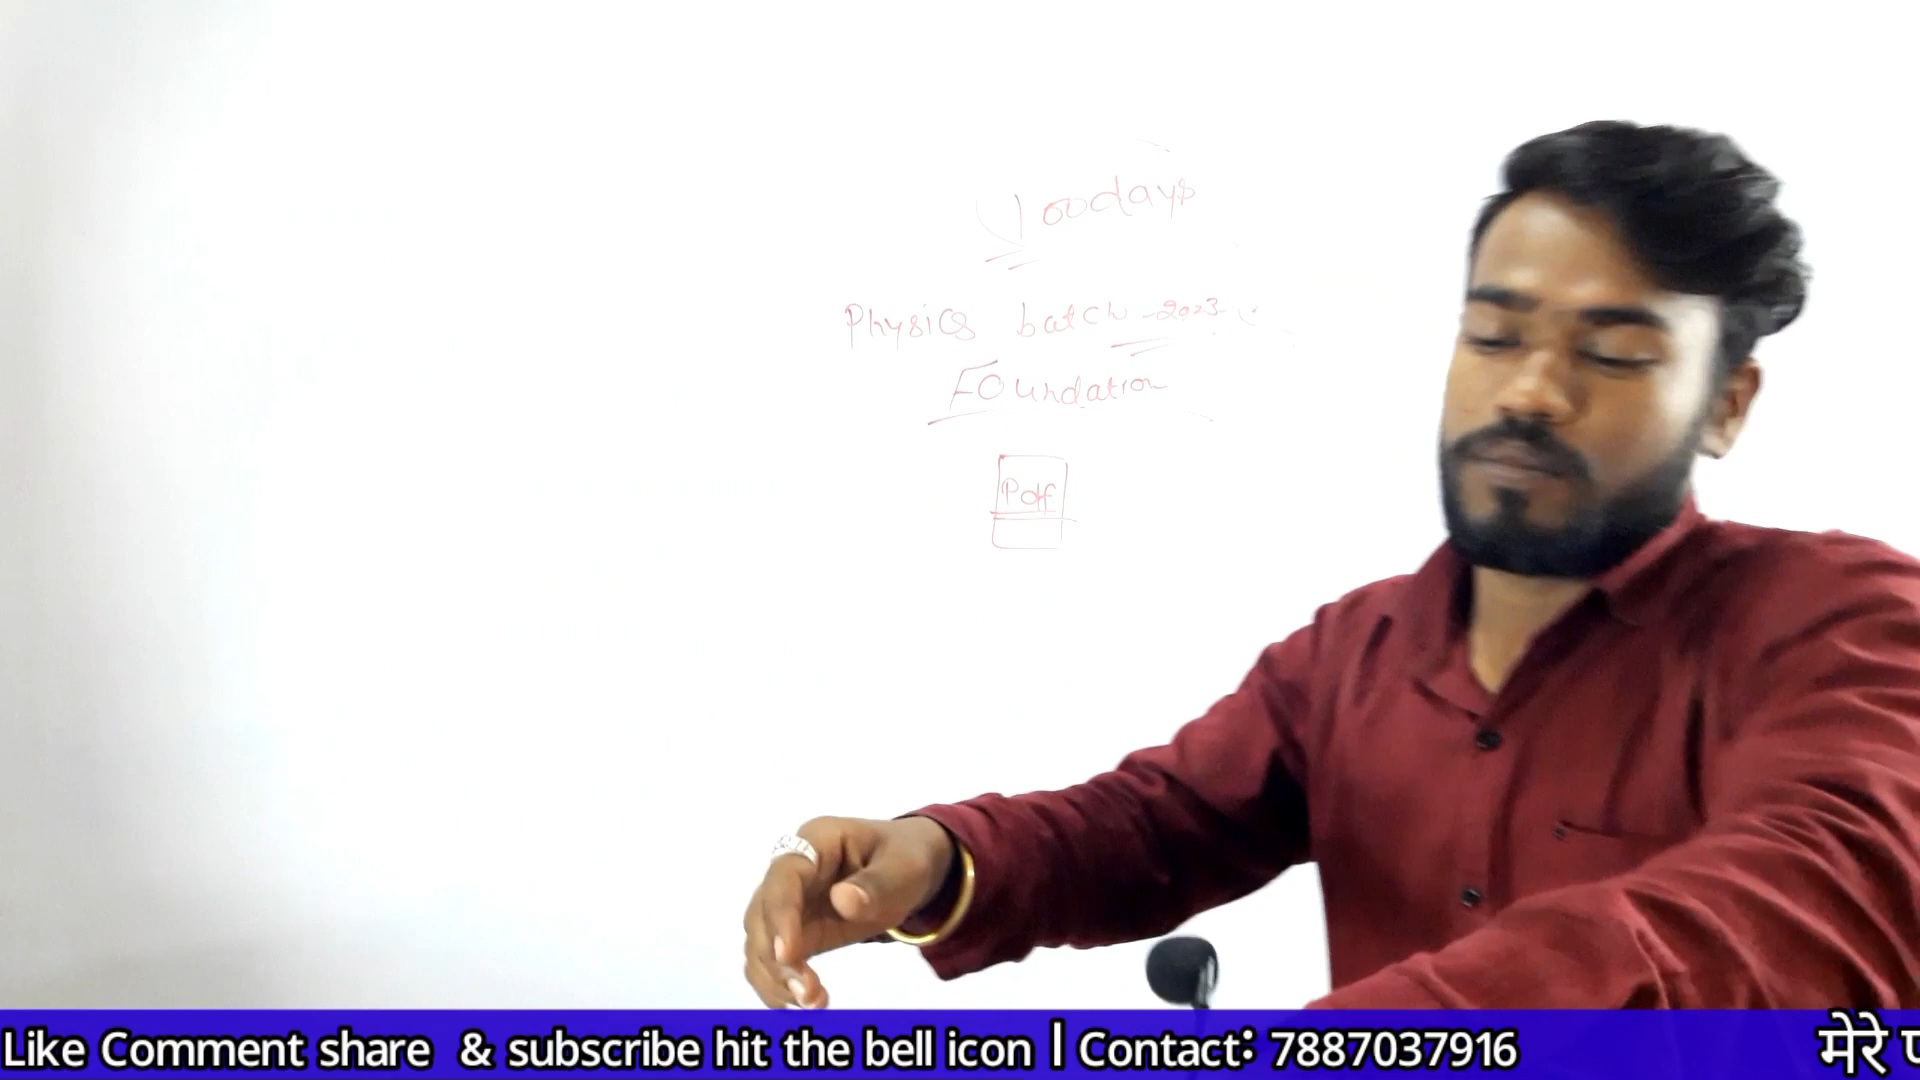 100days
Physics batch -2023-
Foundation
Pdf
Like Comment share & subscribe hit the bell icon | Contact: 7887037916
मेरे